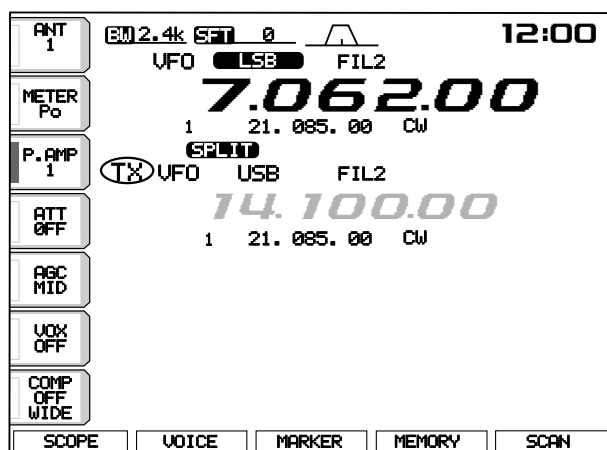 ANT
1
BW 2.4k SFT 0
12:00
VFO LSB FIL2
METER
Po
7.062.00
1 21. 085. 00 CW
SPLIT
P.AMP
1
TX VFO USB FIL2
14. 100.00
ATT
OFF
1 21. 085. 00 CW
AGC
MID
VOX
OFF
COMP
OFF
WIDE
SCOPE VOICE MARKER MEMORY SCAN